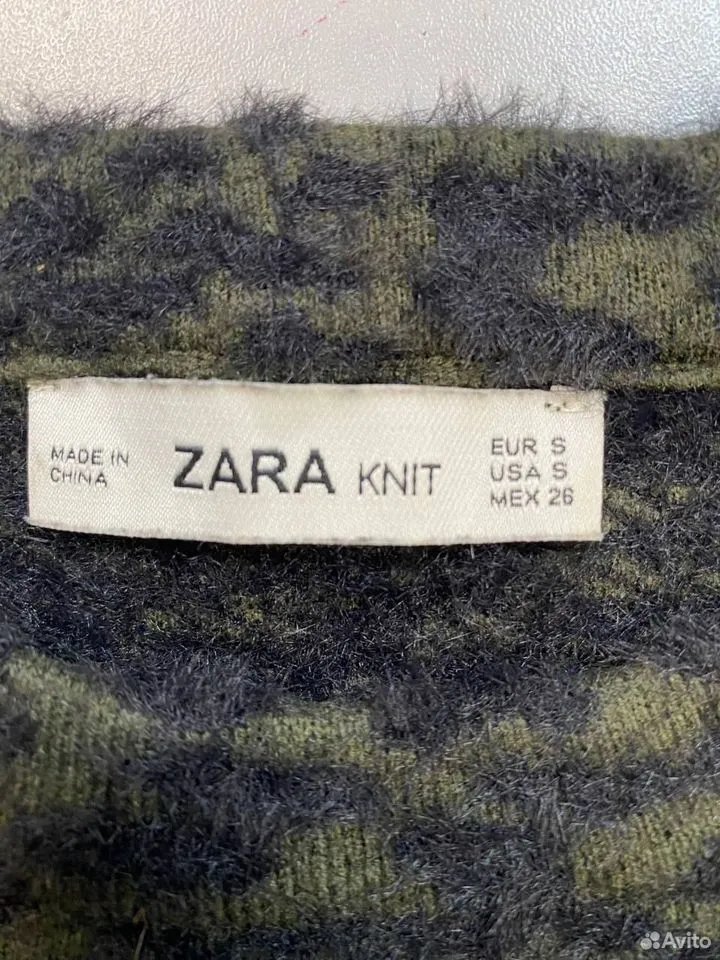 MADE IN
CHINA
ZARA KNIT
EUR S
USA S
MEX 26
Avito